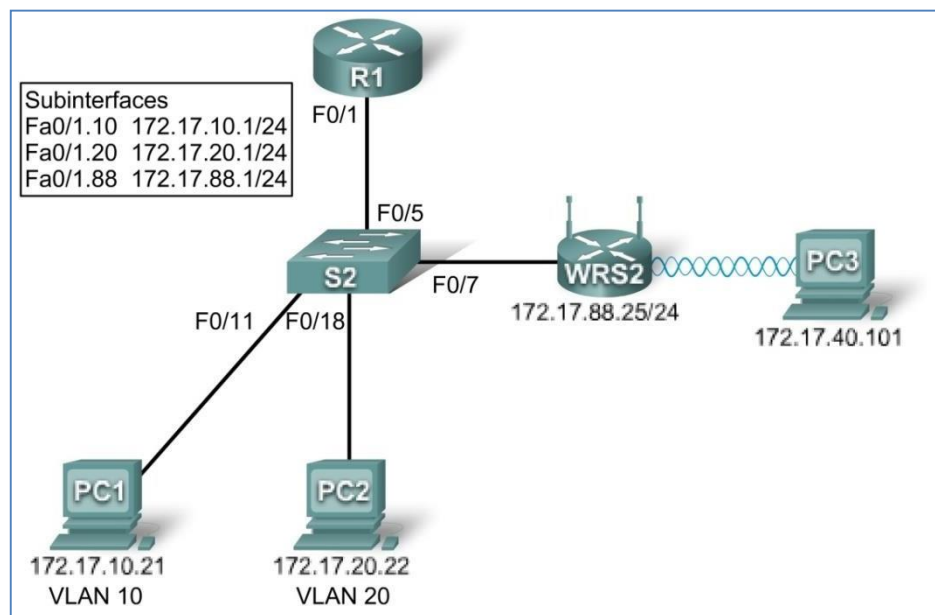 R1
Subinterfaces
Fa0/1.10 172.17.10.1/24
Fa0/1.20 172.17.20.1/24
Fa0/1.88 172.17.88.1/24
F0/1
F0/5
S2
F0/7
WRS2
172.17.88.25/24
PC3
172.17.40.101
F0/11
F0/18
PC1
172.17.10.21
VLAN 10
PC2
172.17.20.22
VLAN 20